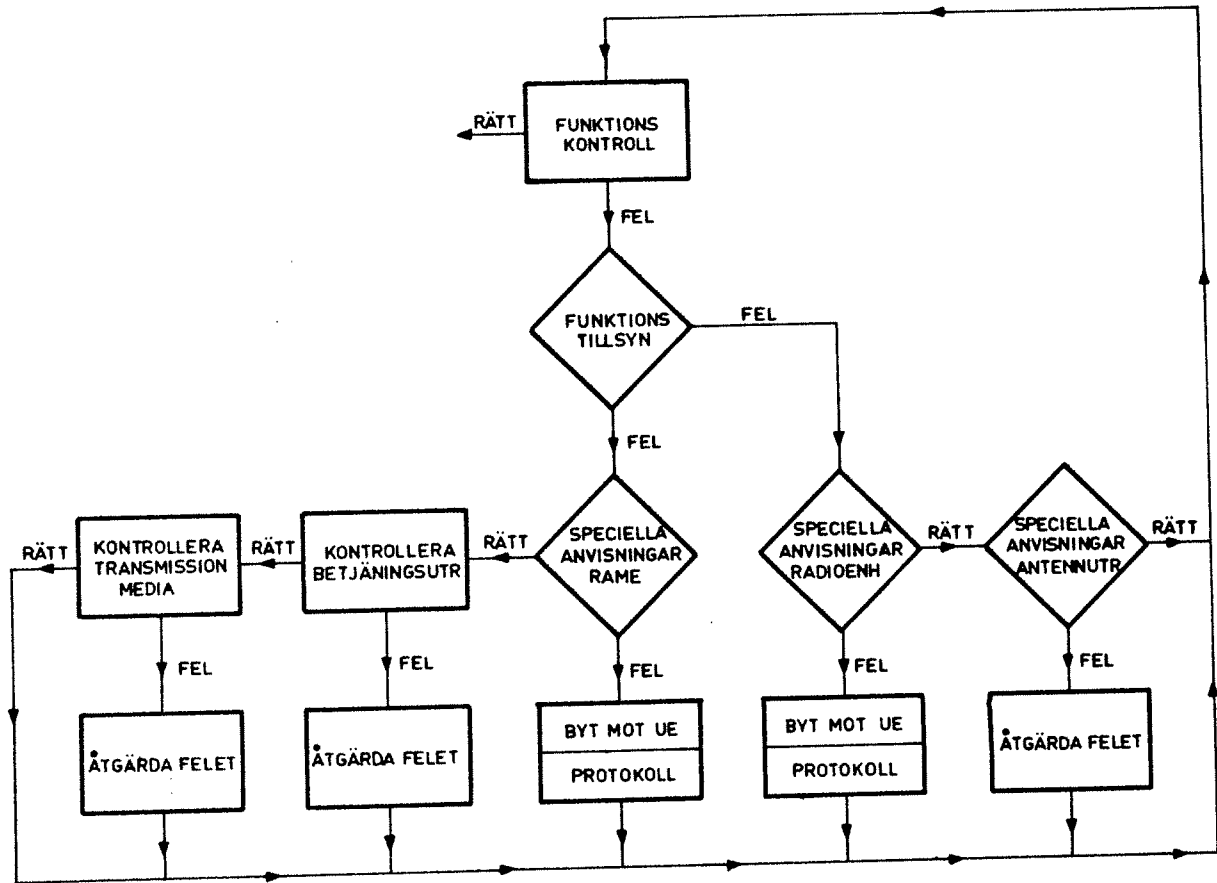 FUNKTIONS
KONTROLL
RÄTT
FEL
FUNKTIONS
TILLSYN
FEL
FEL
KONTROLLERA
TRANSMISSION
MEDIA
RÄTT
RÄTT
KONTROLLERA
BETJÄNINGSUTR
RÄTT
SPECIELLA
ANVISNINGAR
RAME
SPECIELLA
ANVISNINGAR
RADIOENH
RÄTT
SPECIELLA
ANVISNINGAR
ANTENNUTR
RÄTT
FEL
FEL
FEL
FEL
FEL
ÅTGÄRDA FELET
ÅTGÄRDA FELET
BYT MOT UE
PROTOKOLL
BYT MOT UE
PROTOKOLL
ÅTGÄRDA FELET